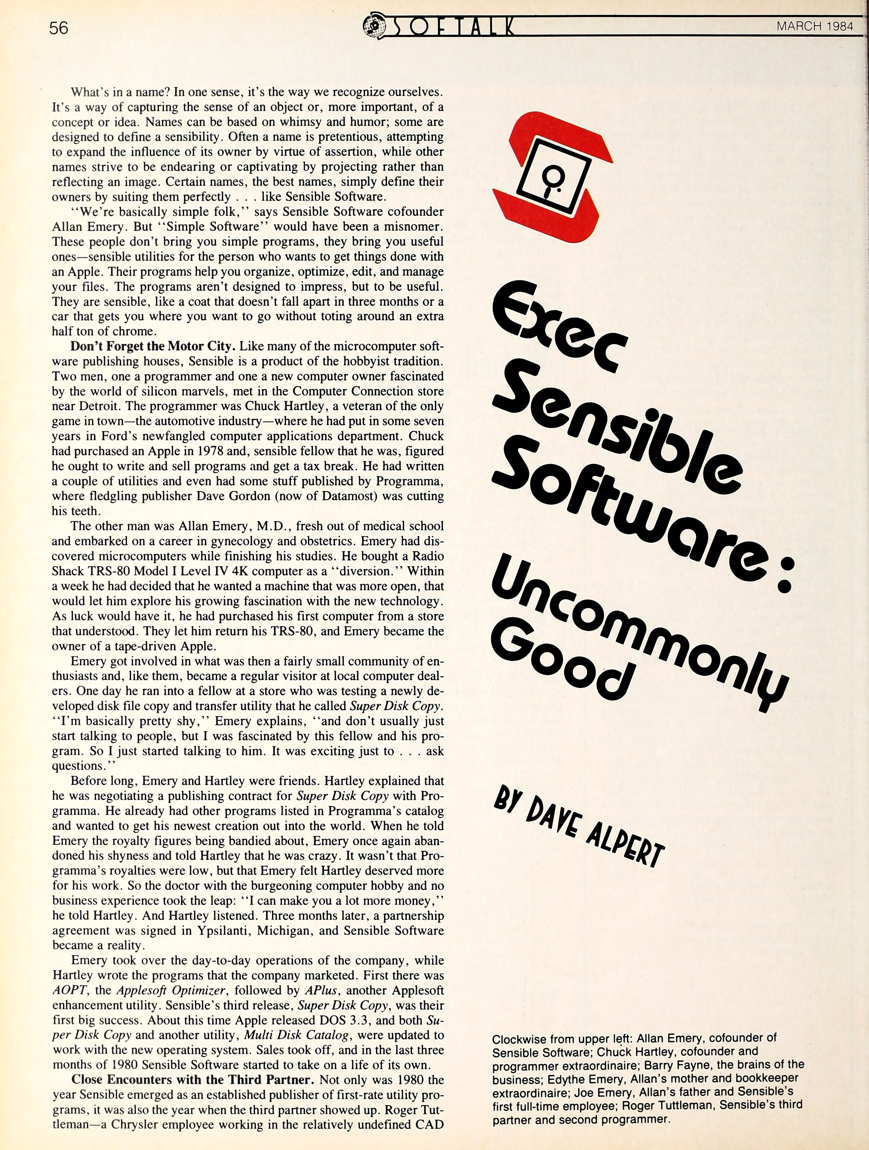 56
SOFTALK
MARCH 1984
What's in a name? In one sense, it's the way we recognize ourselves.
It's a way of capturing the sense of an object or, more important, of a
concept or idea. Names can be based on whimsy and humor; some are
designed to define a sensibility. Often a name is pretentious, attempting
to expand the influence of its owner by virtue of assertion, while other
names strive to be endearing or captivating by projecting rather than
reflecting an image. Certain names, the best names, simply define their
owners by suiting them perfectly . . . like Sensible Software.
"We're basically simple folk," says Sensible Software cofounder
Allan Emery. But "Simple Software" would have been a misnomer.
These people don't bring you simple programs, they bring you useful
ones—sensible utilities for the person who wants to get things done with
an Apple. Their programs help you organize, optimize, edit, and manage
your files. The programs aren't designed to impress, but to be useful.
They are sensible, like a coat that doesn't fall apart in three months or a
car that gets you where you want to go without toting around an extra
half ton of chrome.
Don't Forget the Motor City. Like many of the microcomputer soft-
ware publishing houses, Sensible is a product of the hobbyist tradition.
Two men, one a programmer and one a new computer owner fascinated
by the world of silicon marvels, met in the Computer Connection store
near Detroit. The programmer was Chuck Hartley, a veteran of the only
game in town—the automotive industry—where he had put in some seven
years in Ford's newfangled computer applications department. Chuck
had purchased an Apple in 1978 and, sensible fellow that he was, figured
he ought to write and sell programs and get a tax break. He had written
a couple of utilities and even had some stuff published by Programma,
where fledgling publisher Dave Gordon (now of Datamost) was cutting
his teeth.
The other man was Allan Emery, M.D., fresh out of medical school
and embarked on a career in gynecology and obstetrics. Emery had dis-
covered microcomputers while finishing his studies. He bought a Radio
Shack TRS-80 Model I Level IV 4K computer as a "diversion." Within
a week he had decided that he wanted a machine that was more open, that
would let him explore his growing fascination with the new technology.
As luck would have it, he had purchased his first computer from a store
that understood. They let him return his TRS-80, and Emery became the
owner of a tape-driven Apple.
Emery got involved in what was then a fairly small community of en-
thusiasts and, like them, became a regular visitor at local computer deal-
ers. One day he ran into a fellow at a store who was testing a newly de-
veloped disk file copy and transfer utility that he called Super Disk Copy.
"I'm basically pretty shy," Emery explains, "and don't usually just
start talking to people, but I was fascinated by this fellow and his pro-
gram. So I just started talking to him. It was exciting just to . . . ask
questions."
Before long, Emery and Hartley were friends. Hartley explained that
he was negotiating a publishing contract for Super Disk Copy with Pro-
gramma. He already had other programs listed in Programma's catalog
and wanted to get his newest creation out into the world. When he told
Emery the royalty figures being bandied about, Emery once again aban-
doned his shyness and told Hartley that he was crazy. It wasn't that Pro-
gramma's royalties were low, but that Emery felt Hartley deserved more
for his work. So the doctor with the burgeoning computer hobby and no
business experience took the leap: "I can make you a lot more money,"
he told Hartley. And Hartley listened. Three months later, a partnership
agreement was signed in Ypsilanti, Michigan, and Sensible Software
became a reality.
Emery took over the day-to-day operations of the company, while
Hartley wrote the programs that the company marketed. First there was
AOPT, the Applesoft Optimizer, followed by APlus, another Applesoft
enhancement utility. Sensible's third release, Super Disk Copy, was their
first big success. About this time Apple released DOS 3.3, and both Su-
per Disk Copy and another utility, Multi Disk Catalog, were updated to
work with the new operating system. Sales took off, and in the last three
months of 1980 Sensible Software started to take on a life of its own.
Close Encounters with the Third Partner. Not only was 1980 the
year Sensible emerged as an established publisher of first-rate utility pro-
grams, it was also the year when the third partner showed up. Roger Tut-
tleman—a Chrysler employee working in the relatively undefined CAD
Exec
Sensible
Software:
Uncommonly
Good
BY DAVE ALPERT
Clockwise from upper left: Allan Emery, cofounder of
Sensible Software; Chuck Hartley, cofounder and
programmer extraordinaire; Barry Fayne, the brains of the
business; Edythe Emery, Allan's mother and bookkeeper
extraordinaire; Joe Emery, Allan's father and Sensible's
first full-time employee; Roger Tuttleman, Sensible's third
partner and second programmer.